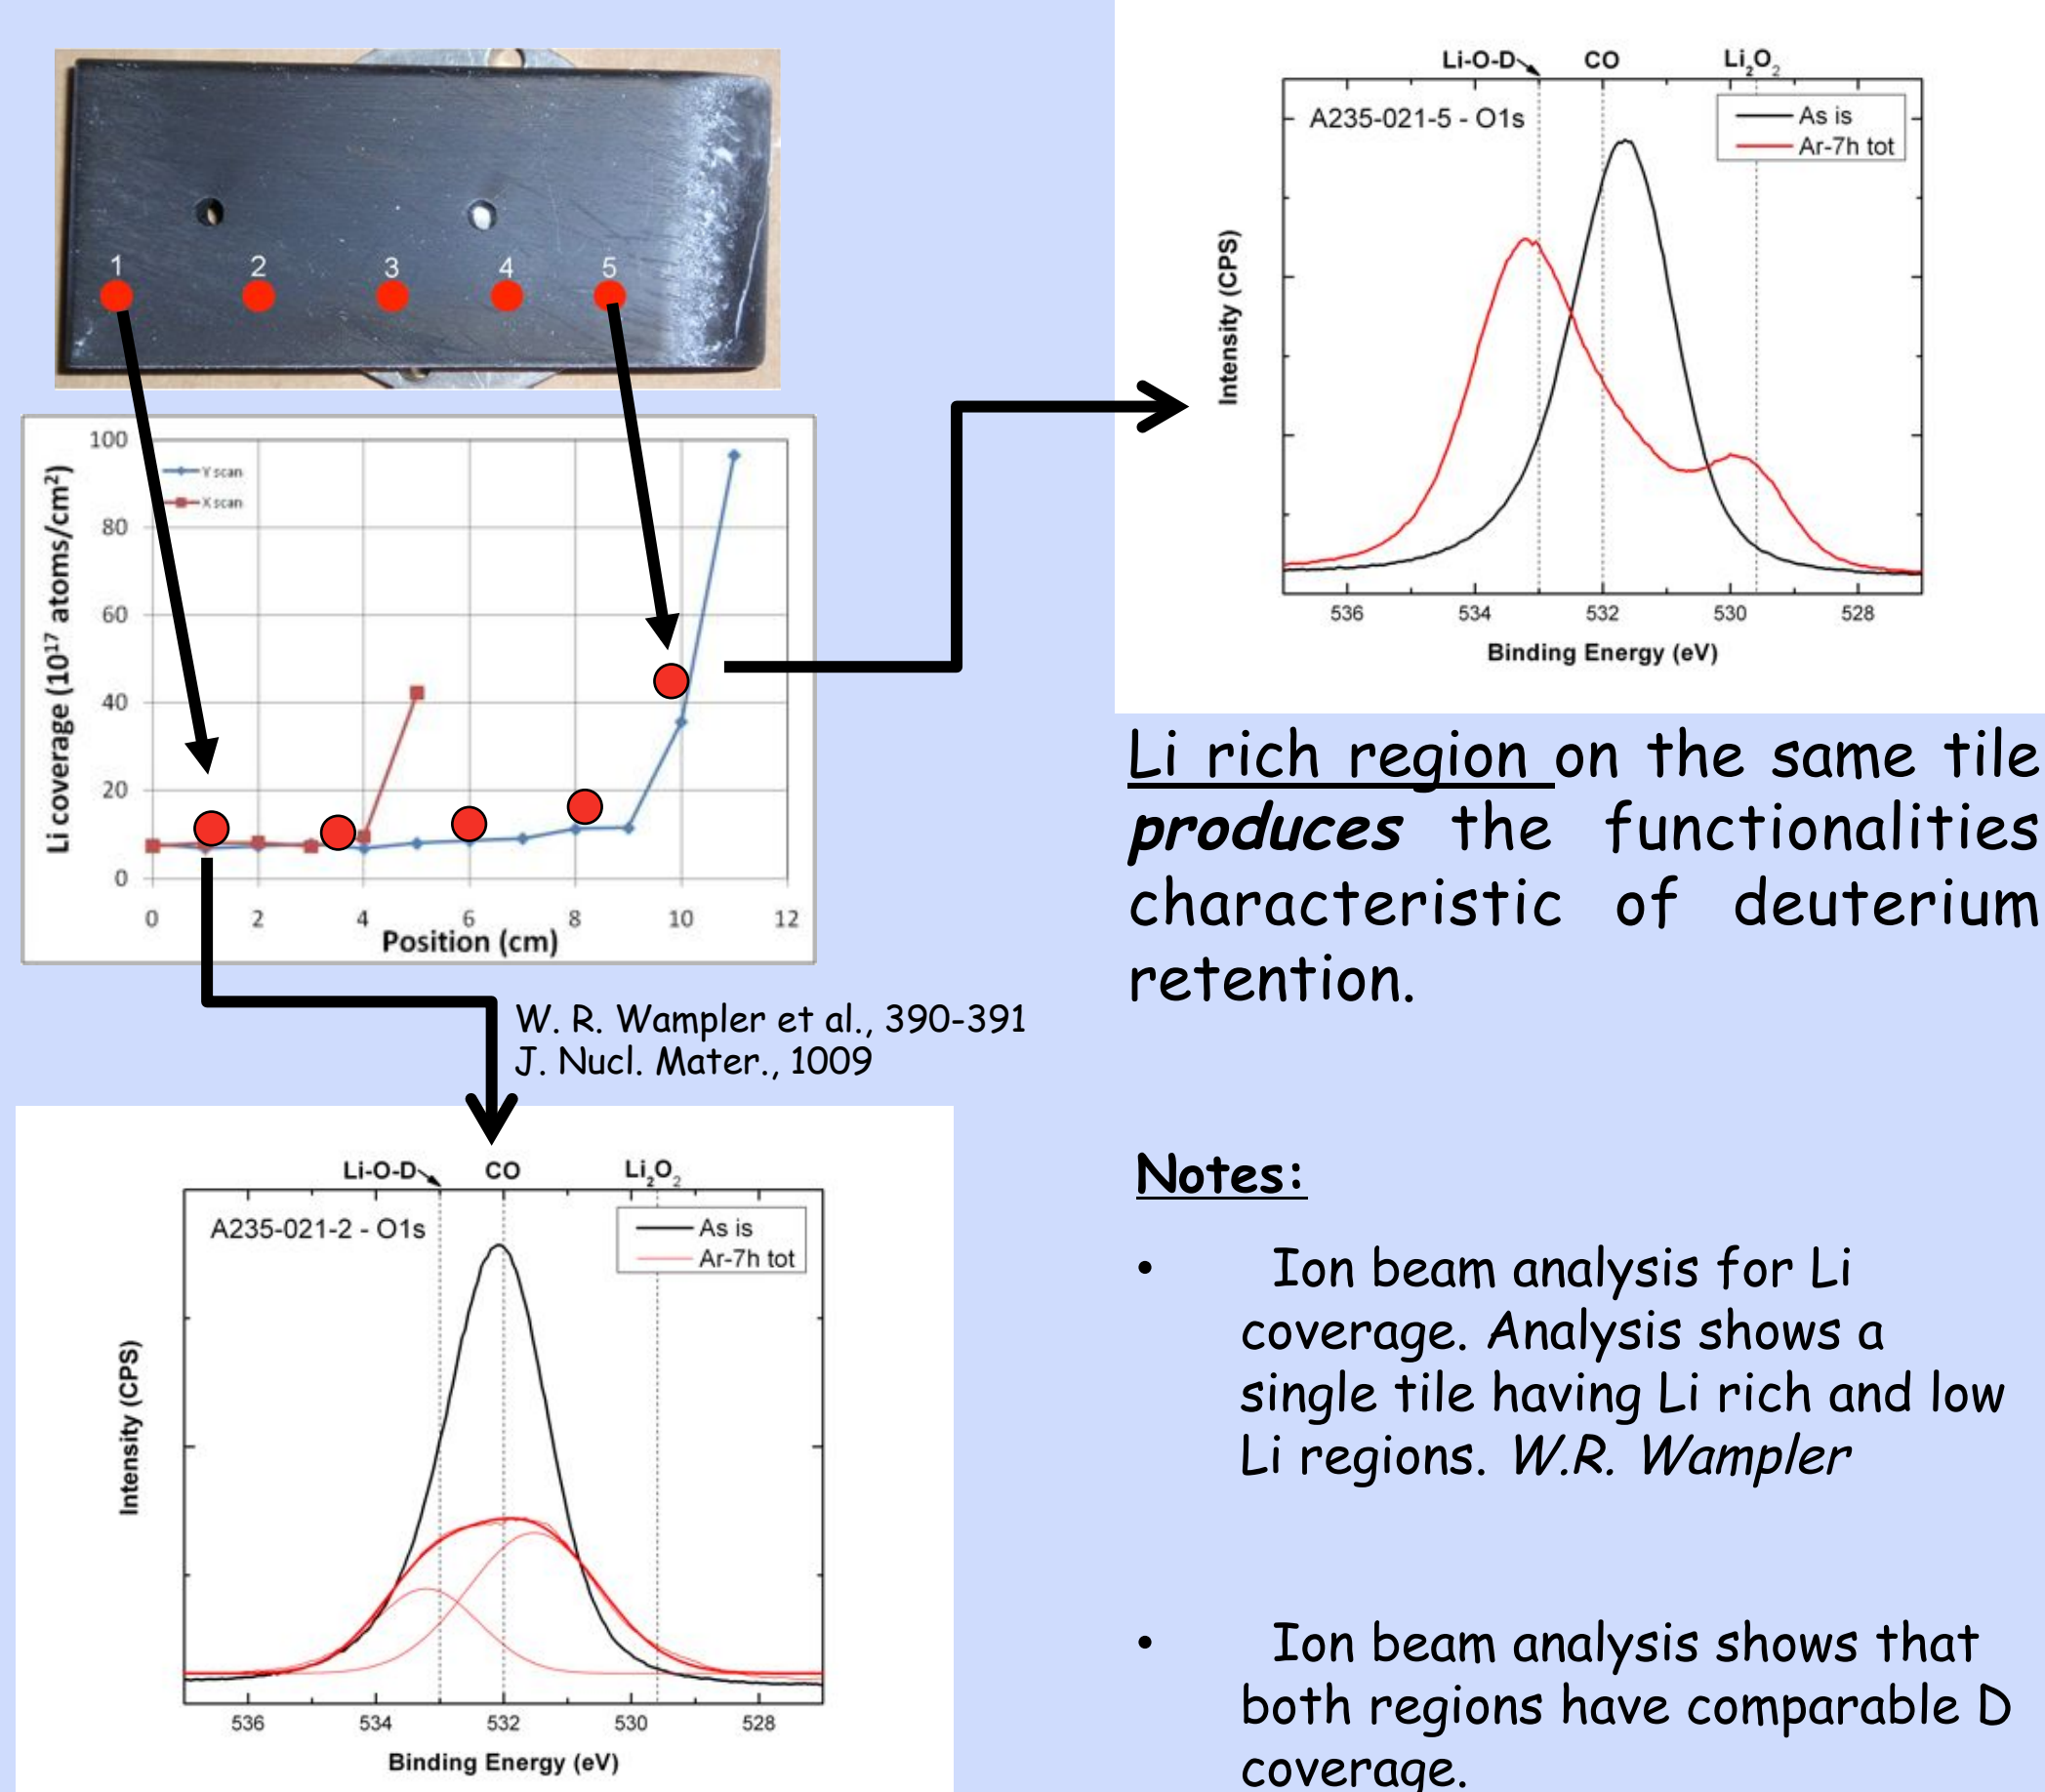 1 2 3 4 5
Li coverage (10¹⁷ atoms/cm²)
100
80
60
40
20
0
Y scan
X scan
0 2 4 6 8 10 12
Position (cm)
W. R. Wampler et al., 390-391
J. Nucl. Mater., 1009
Li-O-D CO Li₂O₂
A235-021-2 - O1s
As is
Ar-7h tot
Intensity (CPS)
536 534 532 530 528
Binding Energy (eV)
Li-O-D CO Li₂O₂
A235-021-5 - O1s
As is
Ar-7h tot
Intensity (CPS)
536 534 532 530 528
Binding Energy (eV)
Li rich region on the same tile
produces the functionalities
characteristic of deuterium
retention.
Notes:
• Ion beam analysis for Li
coverage. Analysis shows a
single tile having Li rich and low
Li regions. W.R. Wampler
• Ion beam analysis shows that
both regions have comparable D
coverage.